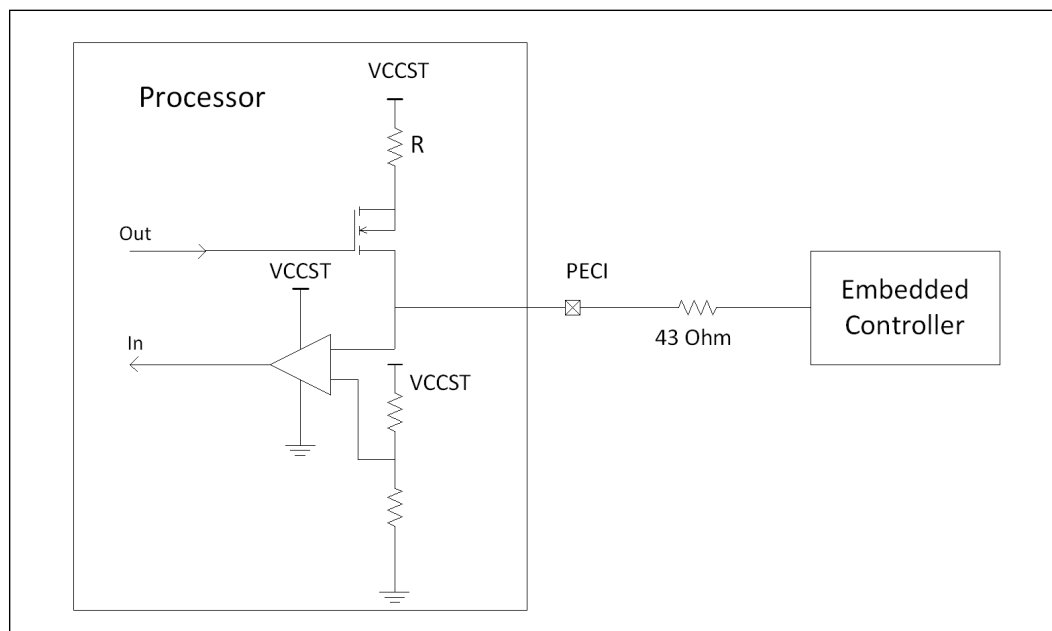 VCCST
Processor
R
Out
VCCST
PECI
Embedded
Controller
In
43 Ohm
VCCST